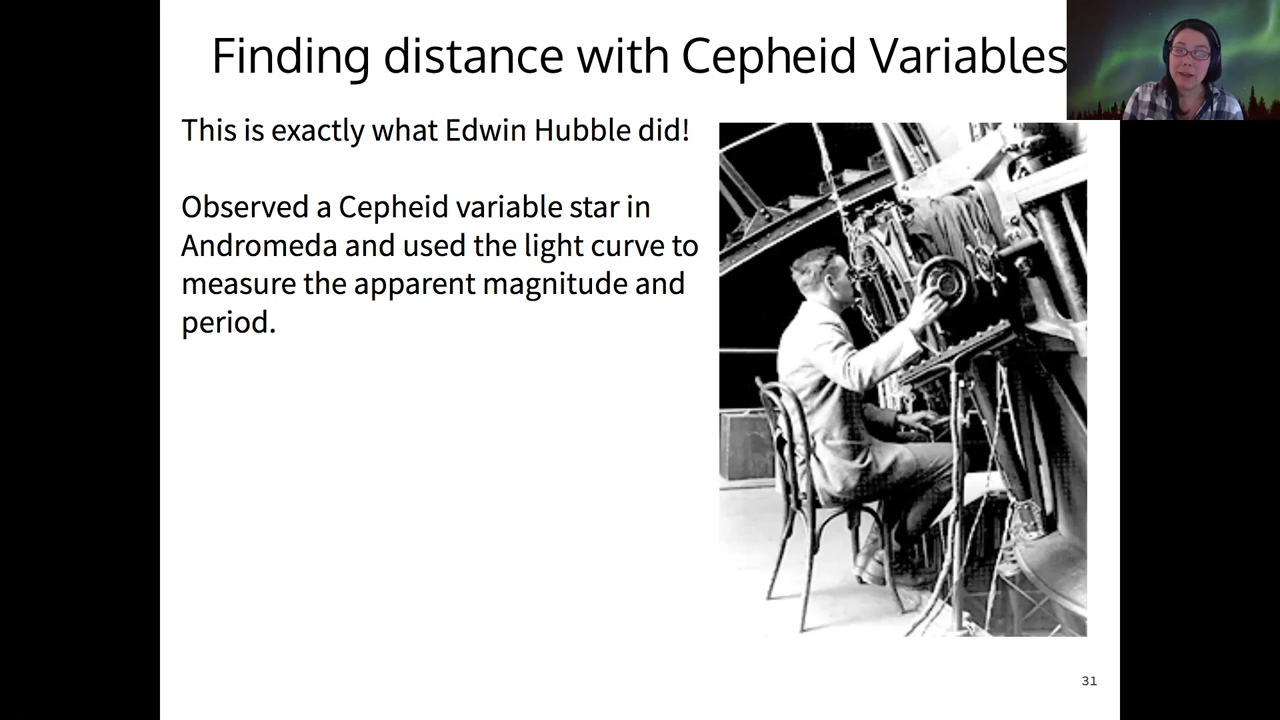 Finding distance with Cepheid Variables
This is exactly what Edwin Hubble did!
Observed a Cepheid variable star in
Andromeda and used the light curve to
measure the apparent magnitude and
period.
31